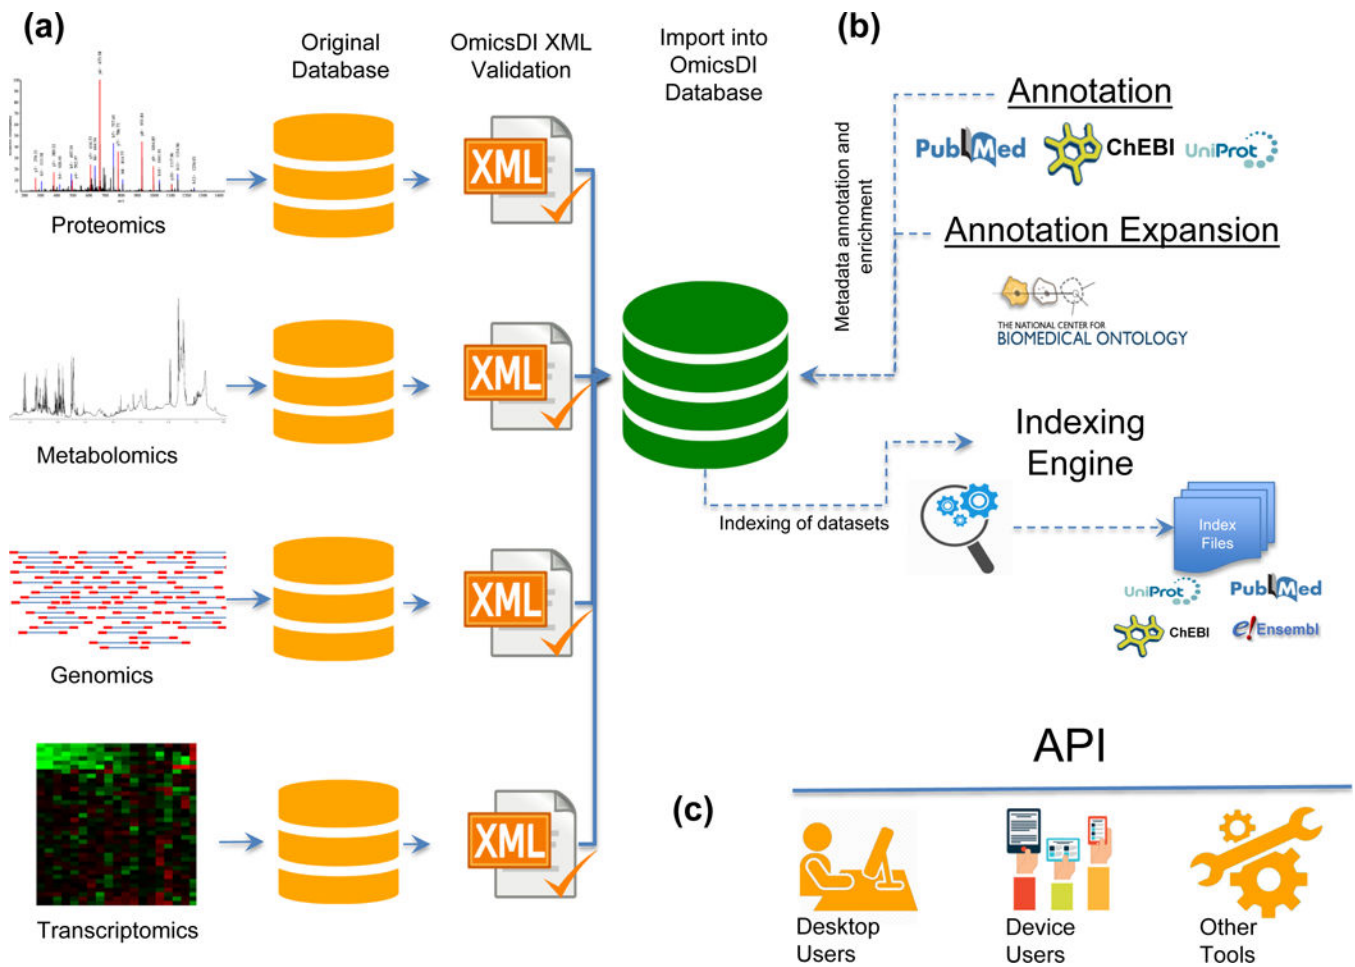 (a)
Original
Database
OmicsDI XML
Validation
Import into
OmicsDI
Database
XML
Proteomics
XML
Metabolomics
XML
Genomics
XML
Transcriptomics
(b)
Annotation
PubMed
ChEBI
UniProt
Metadada annotation and
enrichment
Annotation Expansion
THE NATIONAL CENTER FOR
BIOMEDICAL ONTOLOGY
Indexing
Engine
Indexing of datasets
Index
Files
UniProt
PubMed
ChEBI
e!Ensembl
API
(c)
Desktop
Users
Device
Users
Other
Tools